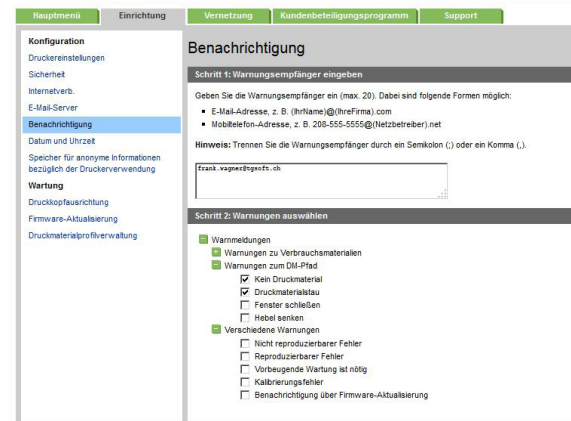 Hauptmenü
Einrichtung
Vernetzung
Kundenbeteiligungsprogramm
Support
Konfiguration
Druckereinstellungen
Sicherheit
Internetverb.
E-Mail-Server
Benachrichtigung
Datum und Uhrzeit
Speicher für anonyme Informationen
bezüglich der Druckerverwendung
Wartung
Druckkopfausrichtung
Firmware-Aktualisierung
Druckmaterialprofilverwaltung
Benachrichtigung
Schritt 1: Warnungsempfänger eingeben
Geben Sie die Warnungsempfänger ein (max. 20). Dabei sind folgende Formen möglich:
E-Mail-Adresse, z. B. (IhrName)@(IhreFirma).com
Mobiltelefon-Adresse, z. B. 208-555-5555@(Netzbetreiber).net
Hinweis: Trennen Sie die Warnungsempfänger durch ein Semikolon (;) oder ein Komma (,).
frank.wagner@tgsoft.ch
Schritt 2: Warnungen auswählen
Warnmeldungen
Warnungen zu Verbrauchsmaterialien
Warnungen zum DM-Pfad
Kein Druckmaterial
Druckmaterialstau
Fenster schließen
Hebel senken
Verschiedene Warnungen
Nicht reproduzierbarer Fehler
Reproduzierbarer Fehler
Vorbeugende Wartung ist nötig
Kalibrierungsfehler
Benachrichtigung über Firmware-Aktualisierung